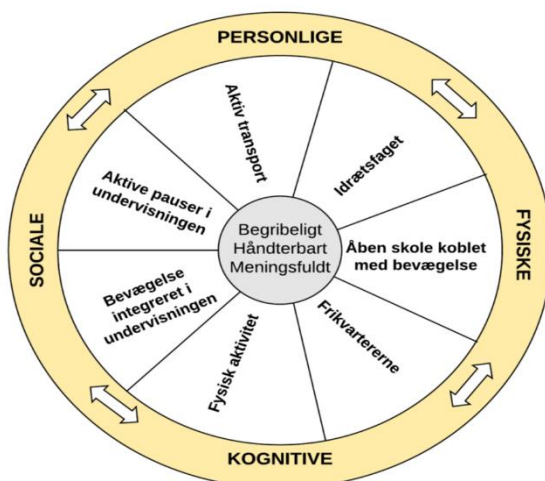 PERSONLIGE
Aktiv transport
Idrætsfaget
Aktive pauser i
undervisningen
Begribeligt
Håndterbart
Meningsfuldt
Åben skole koblet
med bevægelse
SOCIALE
FYSISKE
Bevægelse
integreret i
undervisningen
Fysisk aktivitet
Frikvartererne
KOGNITIVE